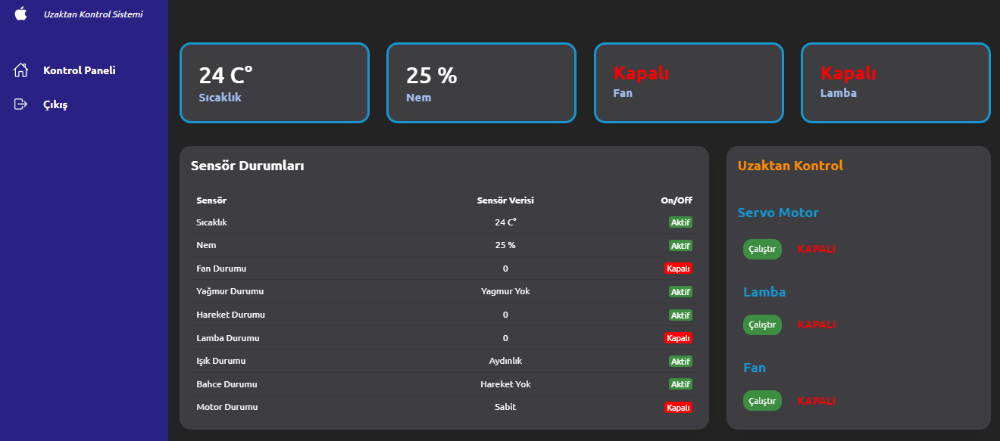 Uzaktan Kontrol Sistemi
Kontrol Paneli
Çıkış
24 C°
Sıcaklık
25 %
Nem
Kapalı
Fan
Kapalı
Lamba
Sensör Durumları
Sensör Sensör Verisi On/Off
Sıcaklık 24 C° Aktif
Nem 25 % Aktif
Fan Durumu 0 Kapalı
Yağmur Durumu Yagmur Yok Aktif
Hareket Durumu 0 Aktif
Lamba Durumu 0 Kapalı
Işık Durumu Aydınlık Aktif
Bahce Durumu Hareket Yok Aktif
Motor Durumu Sabit Kapalı
Uzaktan Kontrol
Servo Motor
Çalıştır KAPALI
Lamba
Çalıştır KAPALI
Fan
Çalıştır KAPALI